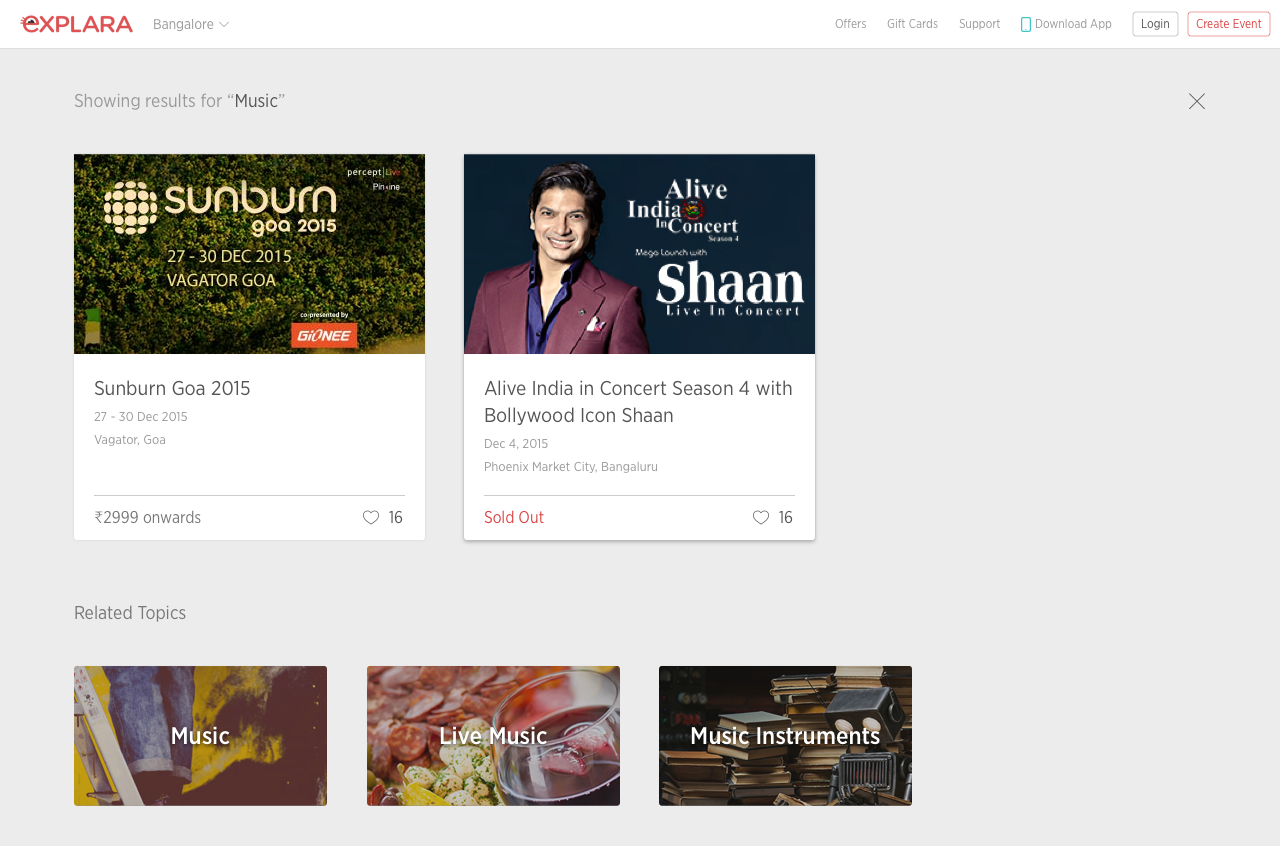 eXPLARA
Bangalore
Offers
Gift Cards
Support
Download App
Login
Create Event
Showing results for “Music”
percept Live
sunburn
goa 2015
27 - 30 DEC 2015
VAGATOR GOA
co-presented by
GiONEE
Alive
India
In Concert
Season 4
Mega Launch with
Shaan
Live In Concert
Sunburn Goa 2015
27 - 30 Dec 2015
Vagator, Goa
₹2999 onwards
16
Alive India in Concert Season 4 with
Bollywood Icon Shaan
Dec 4, 2015
Phoenix Market City, Bangaluru
Sold Out
16
Related Topics
Music
Live Music
Music Instruments